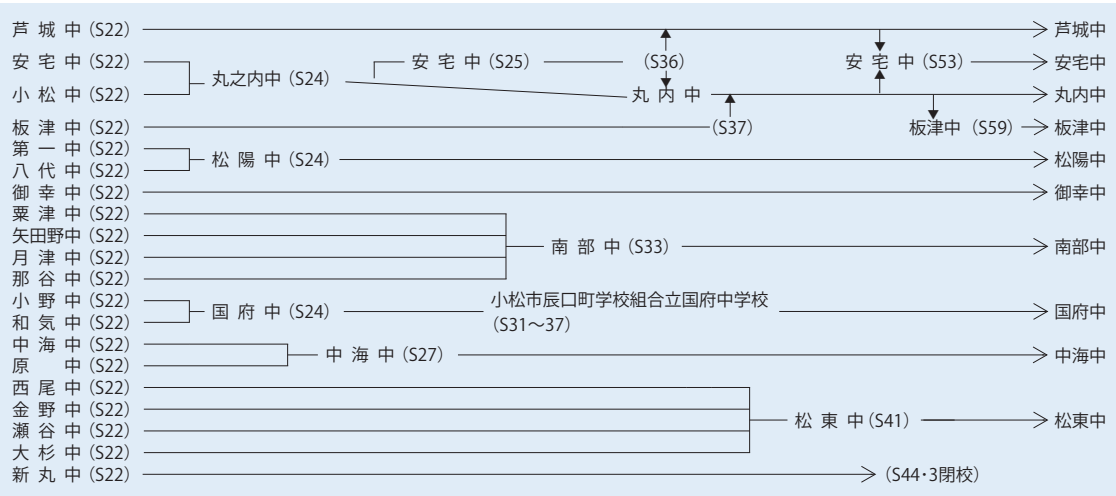 芦城中(S22) 芦城中
安宅中(S22) 安宅中(S25) (S36) 安宅中(S53) 安宅中
丸之内中(S24)
小松中(S22) 丸内中 丸内中
板津中(S22) (S37) 板津中(S59) 板津中
第一中(S22)
松陽中(S24) 松陽中
八代中(S22)
御幸中(S22) 御幸中
粟津中(S22)
矢田野中(S22)
南部中(S33) 南部中
月津中(S22)
那谷中(S22)
小野中(S22) 小松市辰口町学校組合立国府中学校
国府中(S24) 国府中
和気中(S22) (S31〜37)
中海中(S22)
中海中(S27) 中海中
原 中(S22)
西尾中(S22)
金野中(S22)
松東中(S41) 松東中
瀬谷中(S22)
大杉中(S22)
新丸中(S22) (S44・3閉校)